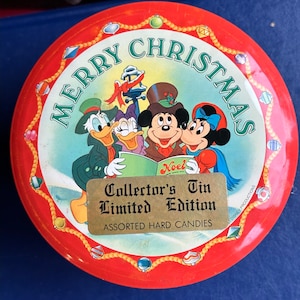 MERRY CHRISTMAS
Noel
Collector's Tin
Limited Edition
ASSORTED HARD CANDIES